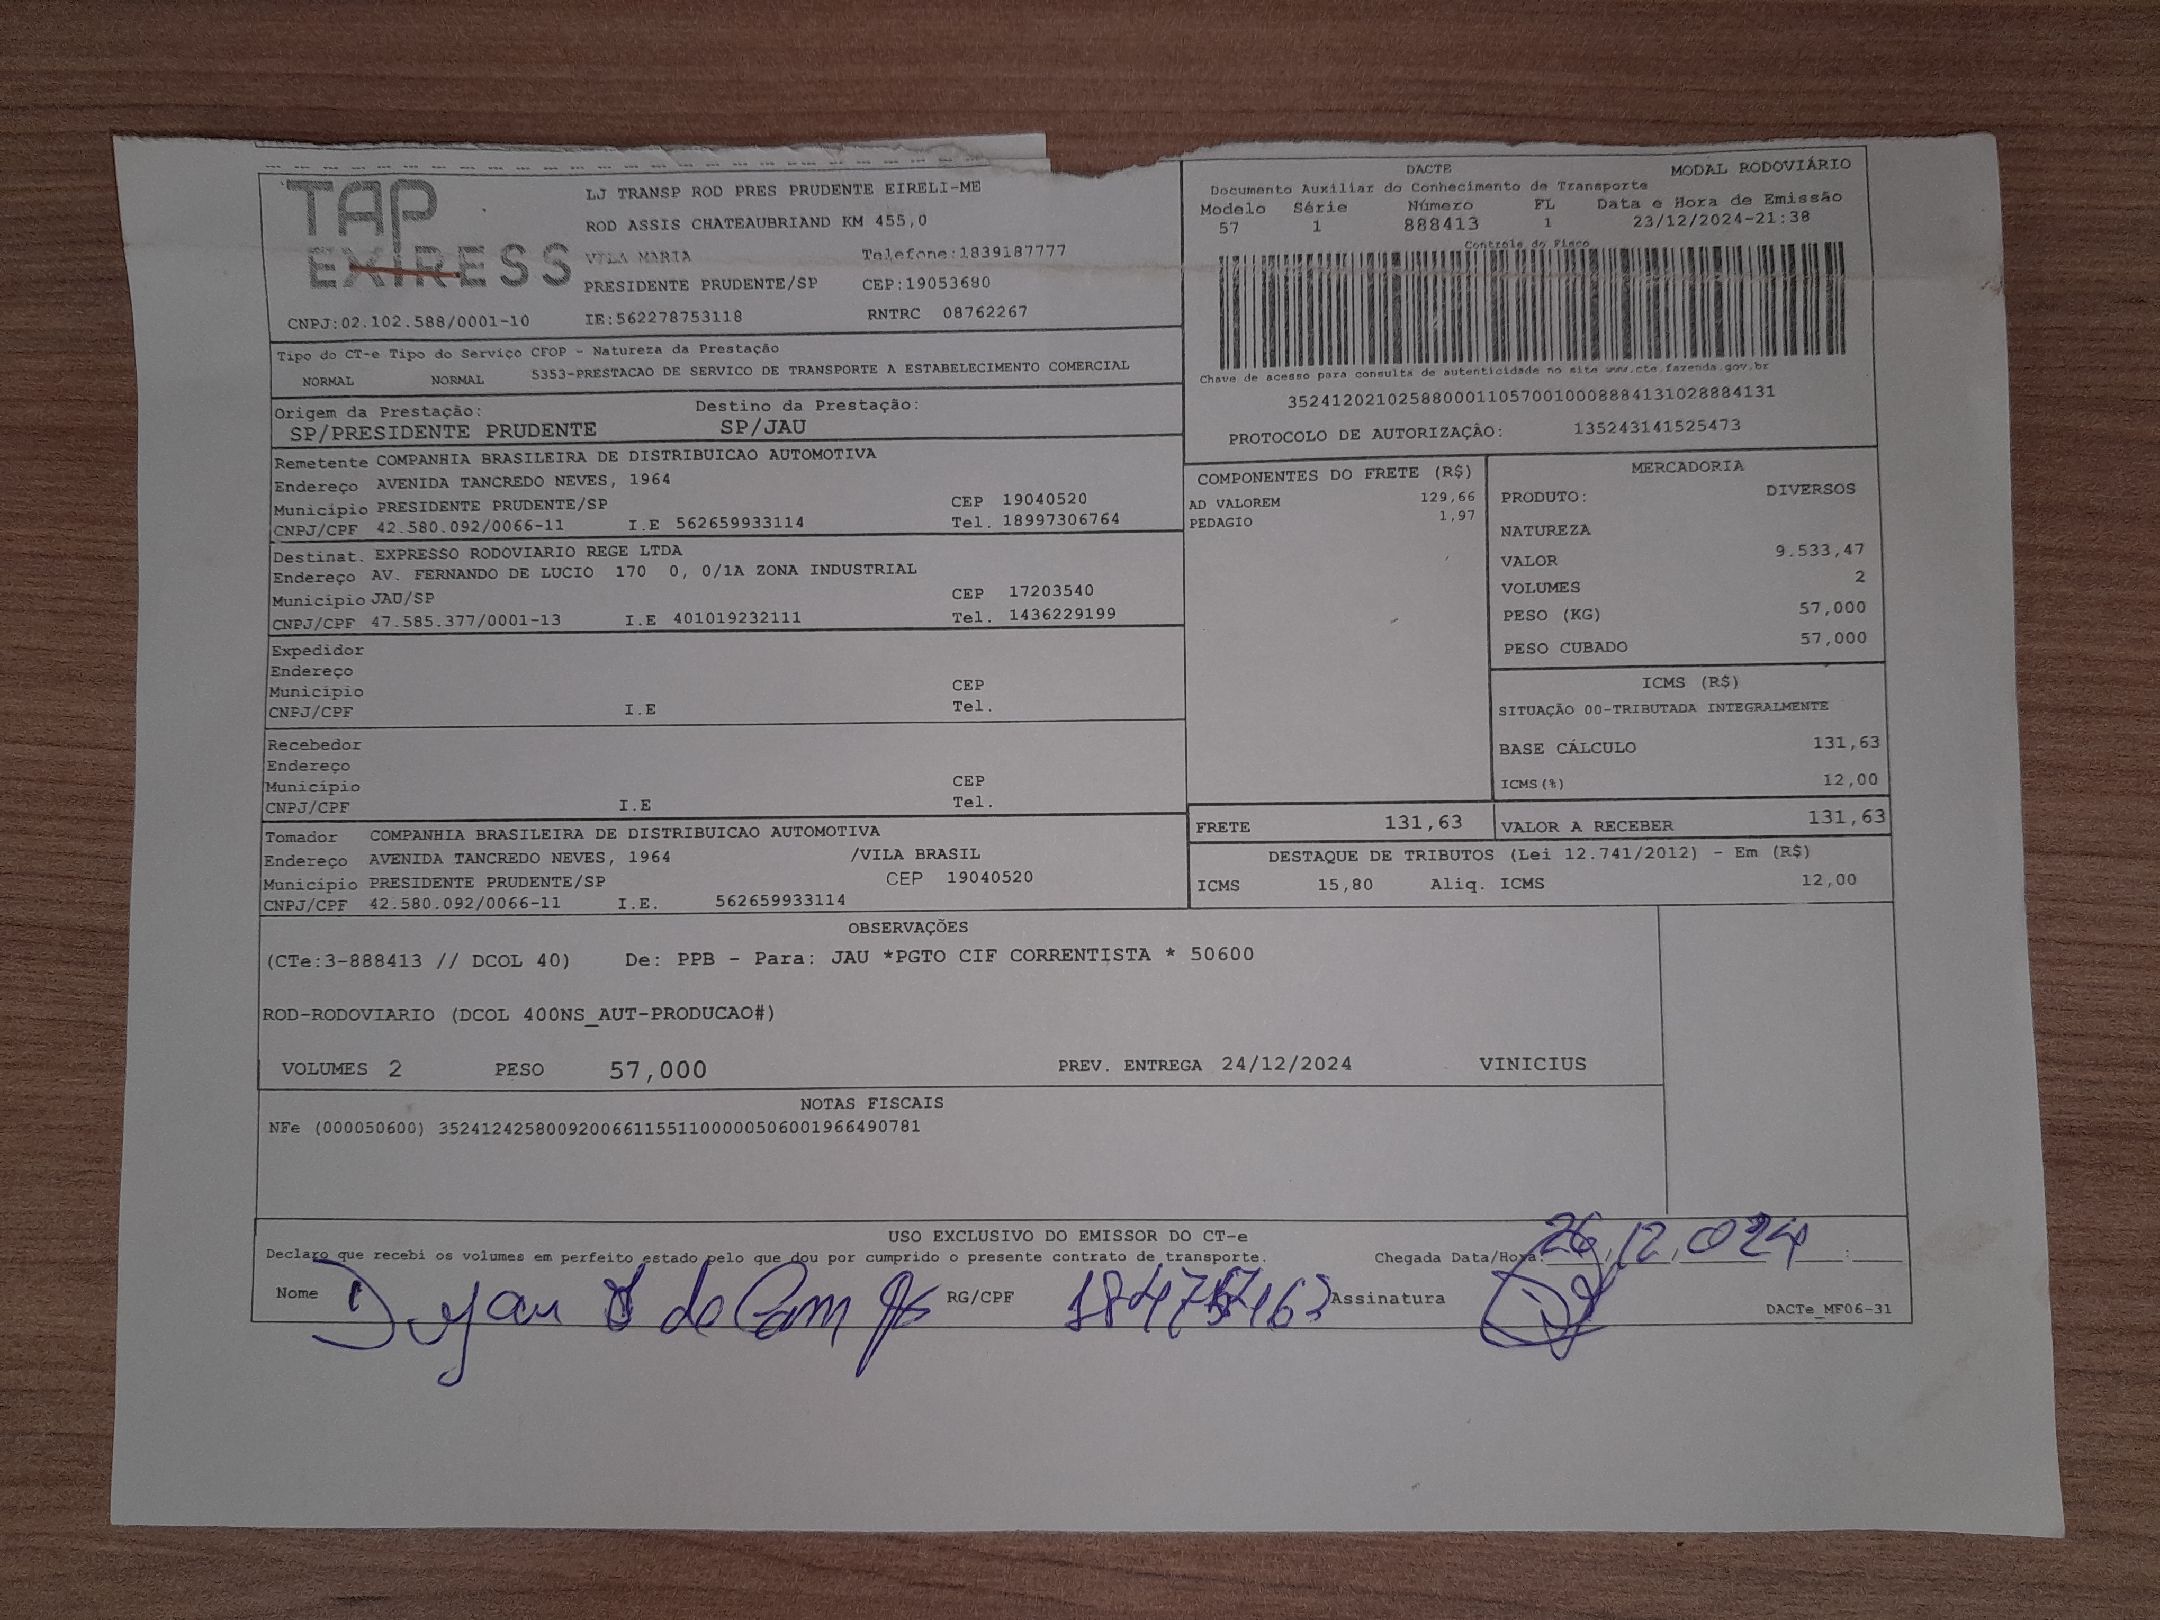 TAP
EXPRESS
LJ TRANSP ROD PRES PRUDENTE EIRELI-ME
ROD ASSIS CHATEAUBRIAND KM 455,0
VILA MARIA Telefone:1839187777
PRESIDENTE PRUDENTE/SP CEP:19053680
CNPJ:02.102.588/0001-10 IE:562278753118 RNTRC 08762267
DACTE MODAL RODOVIÁRIO
Documento Auxiliar do Conhecimento de Transporte
Modelo Série Número FL Data e Hora de Emissão
57 1 888413 1 23/12/2024-21:38
Controle do Fisco
Chave de acesso para consulta de autenticidade no site www.cte.fazenda.gov.br
35241202102588000110570010008884131028884131
PROTOCOLO DE AUTORIZAÇÃO: 135243141525473
Tipo do CT-e Tipo do Serviço CFOP - Natureza da Prestação
NORMAL NORMAL 5353-PRESTACAO DE SERVICO DE TRANSPORTE A ESTABELECIMENTO COMERCIAL
Origem da Prestação: Destino da Prestação:
SP/PRESIDENTE PRUDENTE SP/JAU
Remetente COMPANHIA BRASILEIRA DE DISTRIBUICAO AUTOMOTIVA
Endereço AVENIDA TANCREDO NEVES, 1964
Município PRESIDENTE PRUDENTE/SP CEP 19040520
CNPJ/CPF 42.580.092/0066-11 I.E 562659933114 Tel. 18997306764
Destinat. EXPRESSO RODOVIARIO REGE LTDA
Endereço AV. FERNANDO DE LUCIO 170 0, 0/1A ZONA INDUSTRIAL
Município JAU/SP CEP 17203540
CNPJ/CPF 47.585.377/0001-13 I.E 401019232111 Tel. 1436229199
Expedidor
Endereço
Município CEP
CNPJ/CPF I.E Tel.
Recebedor
Endereço
Município CEP
CNPJ/CPF I.E Tel.
Tomador COMPANHIA BRASILEIRA DE DISTRIBUICAO AUTOMOTIVA
Endereço AVENIDA TANCREDO NEVES, 1964 /VILA BRASIL
Município PRESIDENTE PRUDENTE/SP CEP 19040520
CNPJ/CPF 42.580.092/0066-11 I.E. 562659933114
COMPONENTES DO FRETE (R$)
AD VALOREM 129,66
PEDAGIO 1,97
MERCADORIA
PRODUTO: DIVERSOS
NATUREZA
VALOR 9.533,47
VOLUMES 2
PESO (KG) 57,000
PESO CUBADO 57,000
ICMS (R$)
SITUAÇÃO 00-TRIBUTADA INTEGRALMENTE
BASE CÁLCULO 131,63
ICMS(%) 12,00
FRETE 131,63 VALOR A RECEBER 131,63
DESTAQUE DE TRIBUTOS (Lei 12.741/2012) - Em (R$)
ICMS 15,80 Aliq. ICMS 12,00
OBSERVAÇÕES
(CTe:3-888413 // DCOL 40) De: PPB - Para: JAU *PGTO CIF CORRENTISTA * 50600
ROD-RODOVIARIO (DCOL 400NS_AUT-PRODUCAO#)
VOLUMES 2 PESO 57,000 PREV. ENTREGA 24/12/2024 VINICIUS
NOTAS FISCAIS
NFe (000050600) 35241242580092006611551100000506001966490781
USO EXCLUSIVO DO EMISSOR DO CT-e
Declaro que recebi os volumes em perfeito estado pelo que dou por cumprido o presente contrato de transporte. Chegada Data/Hora: 26,12,024 :
Nome RG/CPF Assinatura
DACTe_MF06-31